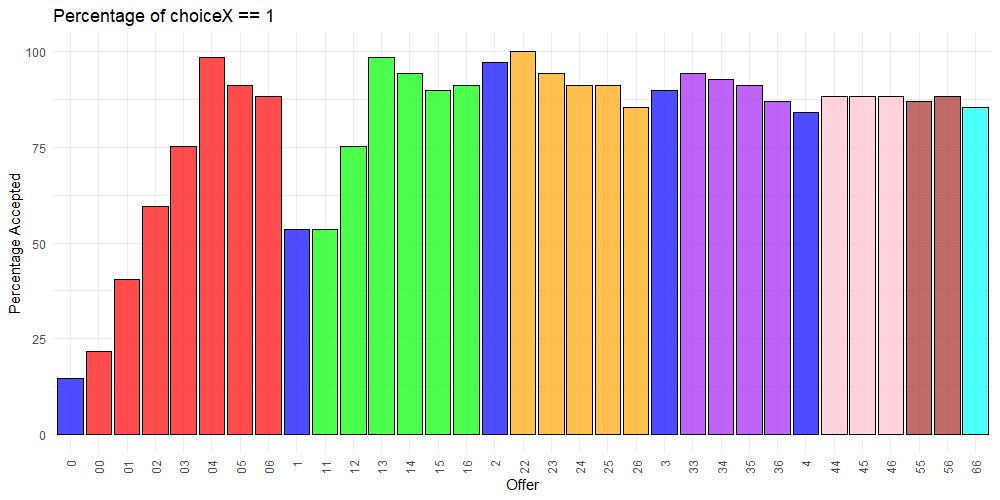 Percentage of choiceX == 1
Percentage Accepted
100
75
50
25
0
0 00 01 02 03 04 05 06 1 11 12 13 14 15 16 2 22 23 24 25 26 3 33 34 35 36 4 44 45 46 55 56 66
Offer